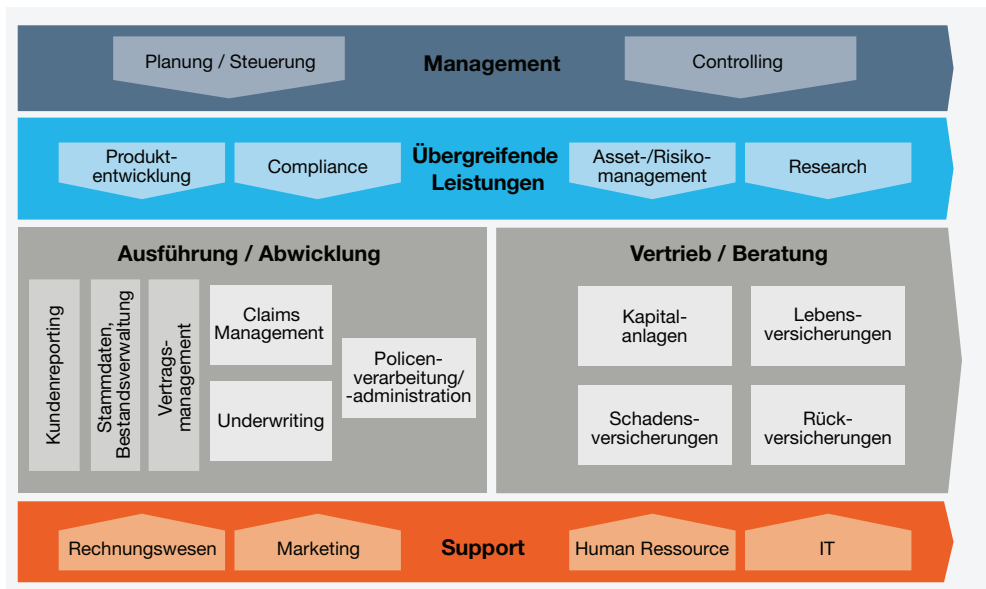 Planung / Steuerung
Management
Controlling
Produkt-
entwicklung
Compliance
Übergreifende
Leistungen
Asset-/Risiko-
management
Research
Ausführung / Abwicklung
Kundenreporting
Stammdaten,
Bestandsverwaltung
Vertrags-
management
Claims
Management
Underwriting
Policen-
verarbeitung/
-administration
Vertrieb / Beratung
Kapital-
anlagen
Lebens-
versicherungen
Schadens-
versicherungen
Rück-
versicherungen
Rechnungswesen
Marketing
Support
Human Ressource
IT